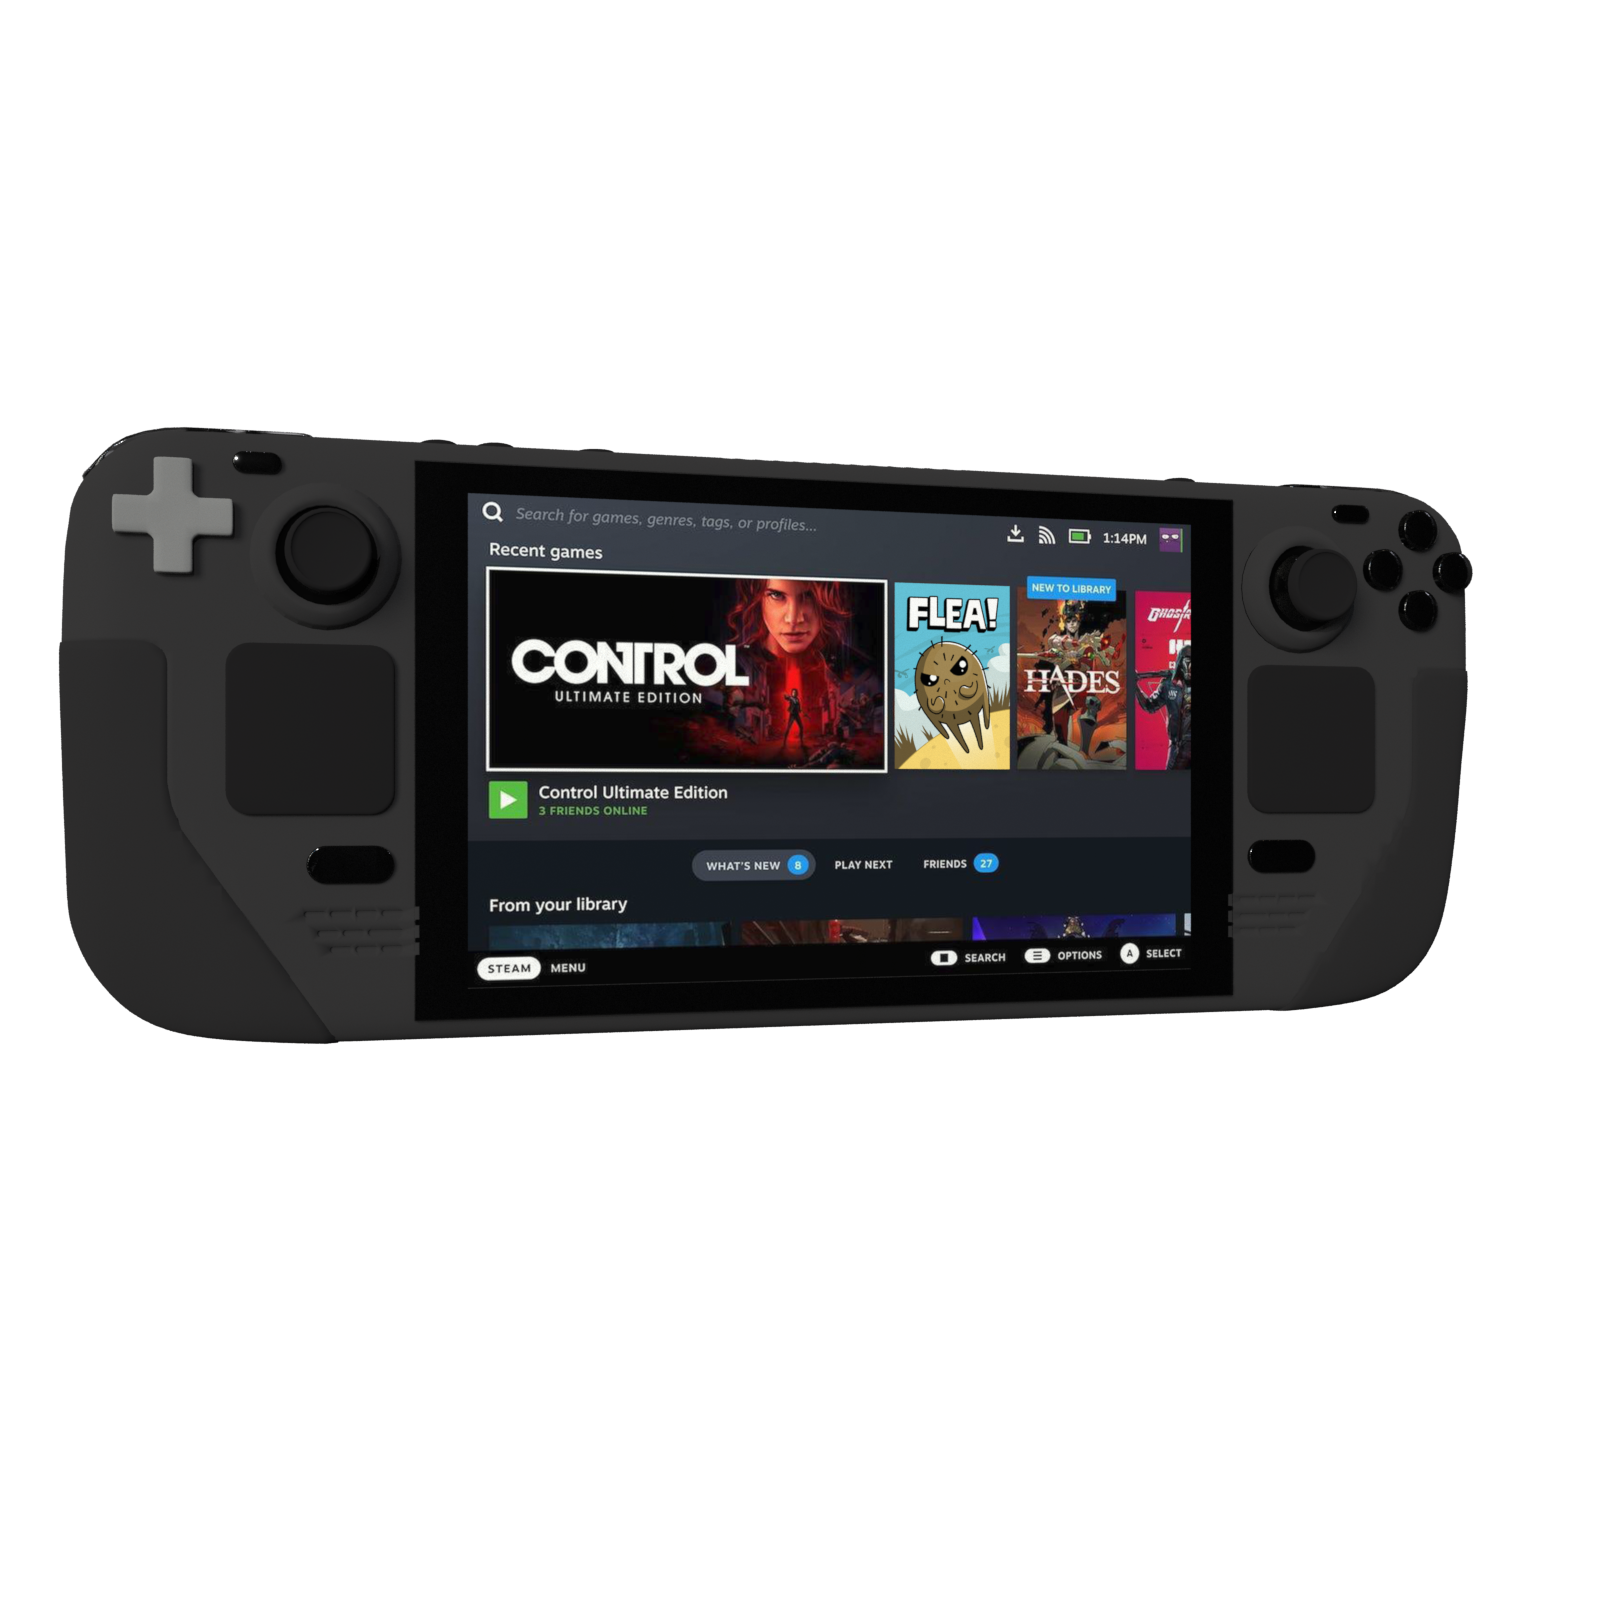 Search for games, genres, tags, or profiles...
1:14PM
Recent games
CONTROL
ULTIMATE EDITION
FLEA!
NEW TO LIBRARY
HADES
Control Ultimate Edition
3 FRIENDS ONLINE
WHAT'S NEW 8 PLAY NEXT FRIENDS 27
From your library
STEAM MENU
SEARCH OPTIONS A SELECT